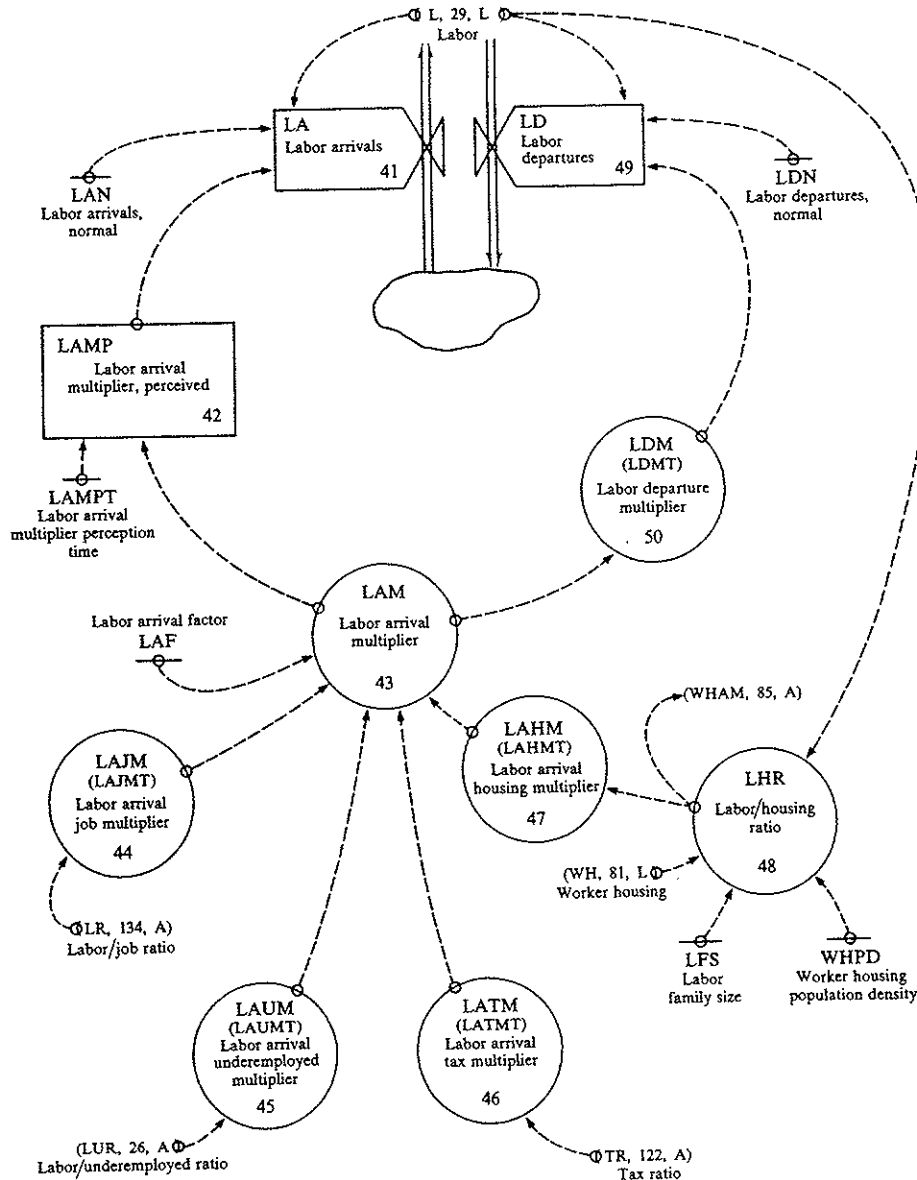 L, 29, L
Labor
LA
Labor arrivals
41
LD
Labor
departures
49
LAN
Labor arrivals,
normal
LDN
Labor departures,
normal
LAMP
Labor arrival
multiplier, perceived
42
LAMPT
Labor arrival
multiplier perception
time
LDM
(LDMT)
Labor departure
multiplier
50
LAM
Labor arrival
multiplier
43
Labor arrival factor
LAF
(WHAM, 85, A)
LAJM
(LAJMT)
Labor arrival
job multiplier
44
LAHM
(LAHMT)
Labor arrival
housing multiplier
47
LHR
Labor/housing
ratio
48
(WH, 81, L
Worker housing
LR, 134, A)
Labor/job ratio
LFS
Labor
family size
WHPD
Worker housing
population density
LAUM
(LAUMT)
Labor arrival
underemployed
multiplier
45
LATM
(LATMT)
Labor arrival
tax multiplier
46
(LUR, 26, A
Labor/underemployed ratio
TR, 122, A)
Tax ratio